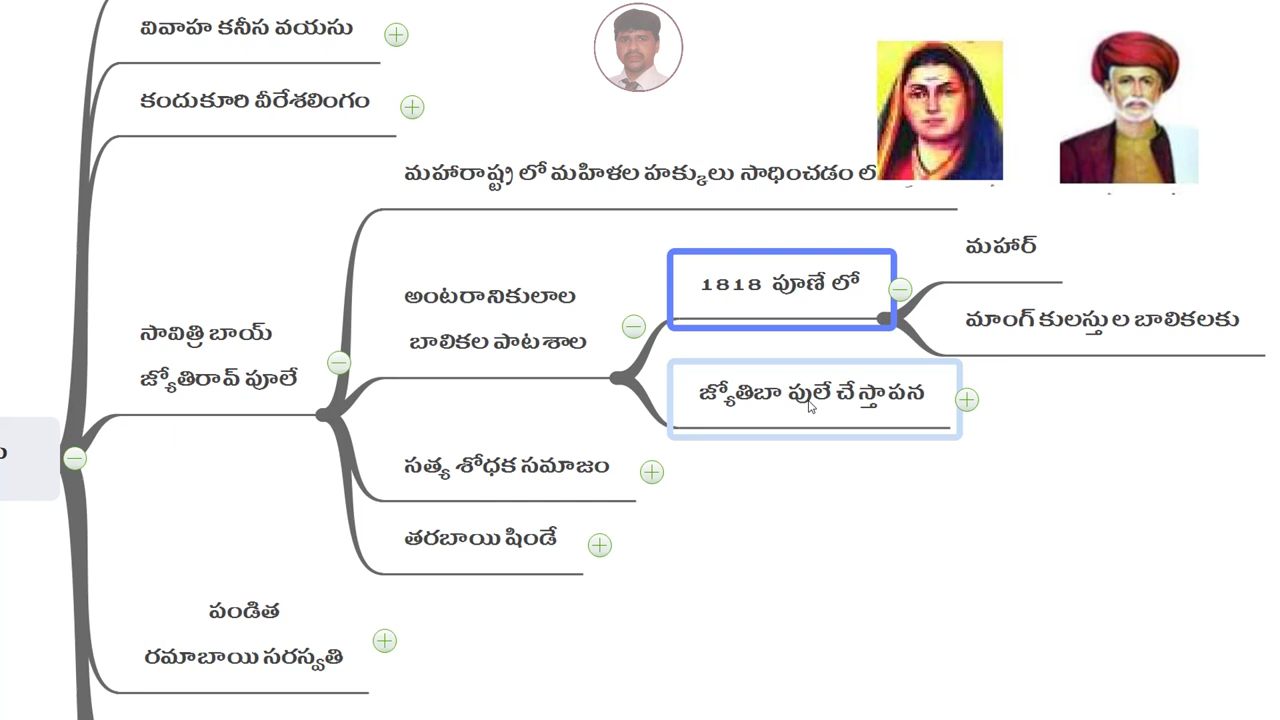 వివాహ కనీస వయసు
కందుకూరి వీరేశలింగం
మహారాష్ట్ర లో మహిళల హక్కులు సాధించడం
అంటరానికులాల
బాలికల పాటశాల
1818 పూణే లో
మహార్
మాంగ్ కులస్తుల బాలికలకు
జ్యోతిబా ఫులే చే స్తాపన
సావిత్రి బాయ్
జ్యోతిరావ్ ఫూలే
సత్య శోధక సమాజం
తరబాయి షిండే
పండిత
రమాబాయి సరస్వతి